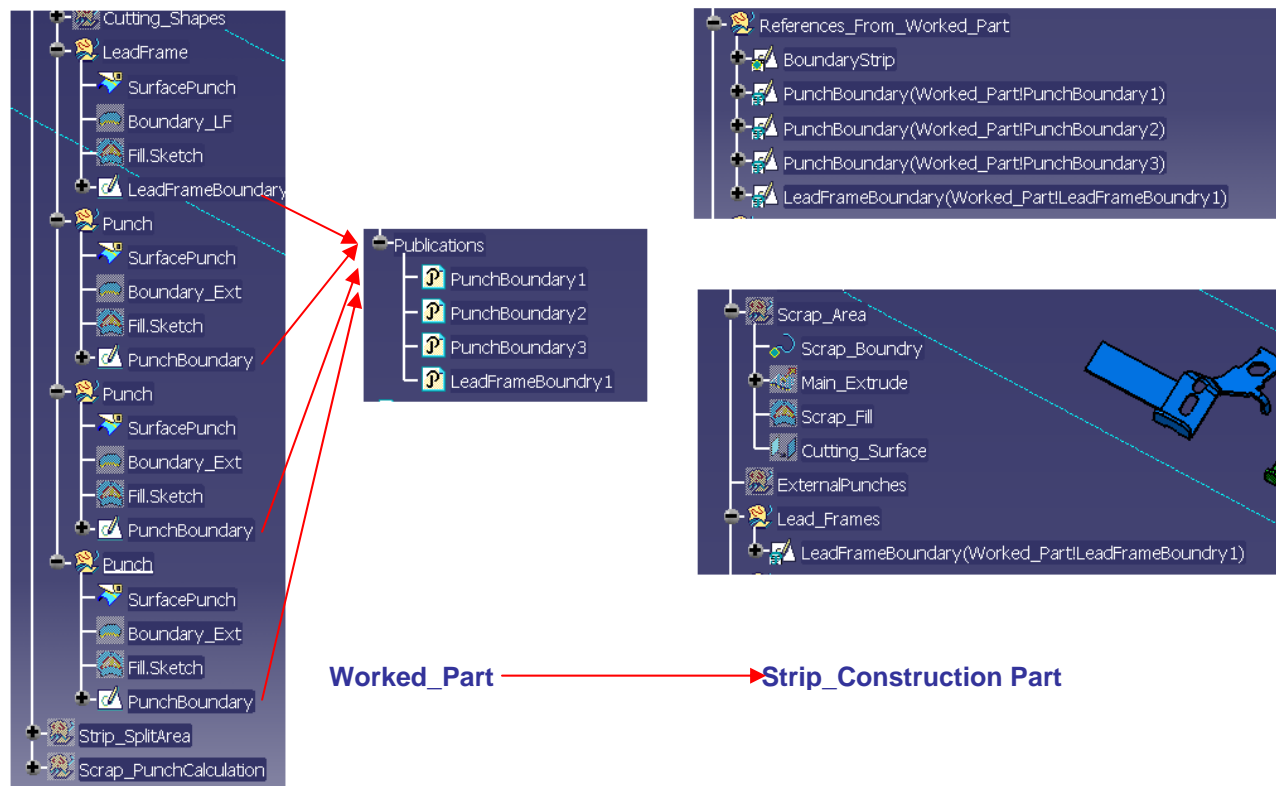 Cutting_Shapes
LeadFrame
SurfacePunch
Boundary_LF
Fill.Sketch
LeadFrameBoundary
Punch
SurfacePunch
Boundary_Ext
Fill.Sketch
PunchBoundary
Punch
SurfacePunch
Boundary_Ext
Fill.Sketch
PunchBoundary
Punch
SurfacePunch
Boundary_Ext
Fill.Sketch
PunchBoundary
Strip_SplitArea
Scrap_PunchCalculation
Publications
PunchBoundary1
PunchBoundary2
PunchBoundary3
LeadFrameBoundry1
References_From_Worked_Part
BoundaryStrip
PunchBoundary(Worked_Part!PunchBoundary1)
PunchBoundary(Worked_Part!PunchBoundary2)
PunchBoundary(Worked_Part!PunchBoundary3)
LeadFrameBoundary(Worked_Part!LeadFrameBoundry1)
Scrap_Area
Scrap_Boundry
Main_Extrude
Scrap_Fill
Cutting_Surface
ExternalPunches
Lead_Frames
LeadFrameBoundary(Worked_Part!LeadFrameBoundry1)
Worked_Part
Strip_Construction Part